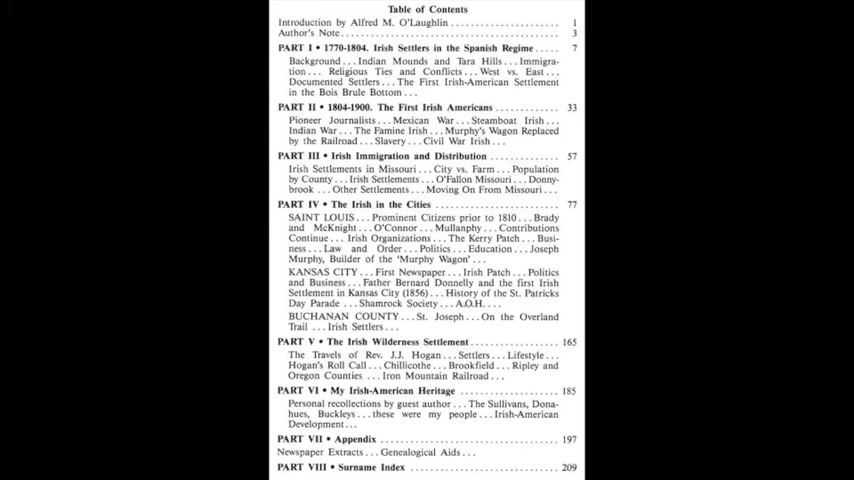 Table of Contents
Introduction by Alfred M. O'Laughlin ...................... 1
Author's Note ............................................ 3
PART I • 1770-1804. Irish Settlers in the Spanish Regime ..... 7
Background . . . Indian Mounds and Tara Hills . . . Immigra-
tion . . . Religious Ties and Conflicts . . . West vs. East . . .
Documented Settlers . . . The First Irish-American Settlement
in the Bois Brule Bottom . . .
PART II • 1804-1900. The First Irish Americans ............. 33
Pioneer Journalists . . . Mexican War . . . Steamboat Irish . . .
Indian War . . . The Famine Irish . . . Murphy's Wagon Replaced
by the Railroad . . . Slavery . . . Civil War Irish . . .
PART III • Irish Immigration and Distribution .............. 57
Irish Settlements in Missouri . . . City vs. Farm . . . Population
by County . . . Irish Settlements . . . O'Fallon Missouri . . . Donny-
brook . . . Other Settlements . . . Moving On From Missouri . . .
PART IV • The Irish in the Cities ......................... 77
SAINT LOUIS . . . Prominent Citizens prior to 1810 . . . Brady
and McKnight . . . O'Connor . . . Mullanphy . . . Contributions
Continue . . . Irish Organizations . . . The Kerry Patch . . . Busi-
ness . . . Law and Order . . . Politics . . . Education . . . Joseph
Murphy, Builder of the 'Murphy Wagon' . . .
KANSAS CITY . . . First Newspaper . . . Irish Patch . . . Politics
and Business . . . Father Bernard Donnelly and the first Irish
Settlement in Kansas City (1856) . . . History of the St. Patricks
Day Parade . . . Shamrock Society . . . A.O.H. . . .
BUCHANAN COUNTY . . . St. Joseph . . . On the Overland
Trail . . . Irish Settlers . . .
PART V • The Irish Wilderness Settlement .................. 165
The Travels of Rev. J.J. Hogan . . . Settlers . . . Lifestyle . . .
Hogan's Roll Call . . . Chillicothe . . . Brookfield . . . Ripley and
Oregon Counties . . . Iron Mountain Railroad . . .
PART VI • My Irish-American Heritage .................... 185
Personal recollections by guest author . . . The Sullivans, Dona-
hues, Buckleys . . . these were my people . . . Irish-American
Development . . .
PART VII • Appendix .................................... 197
Newspaper Extracts . . . Genealogical Aids . . .
PART VIII • Surname Index .............................. 209